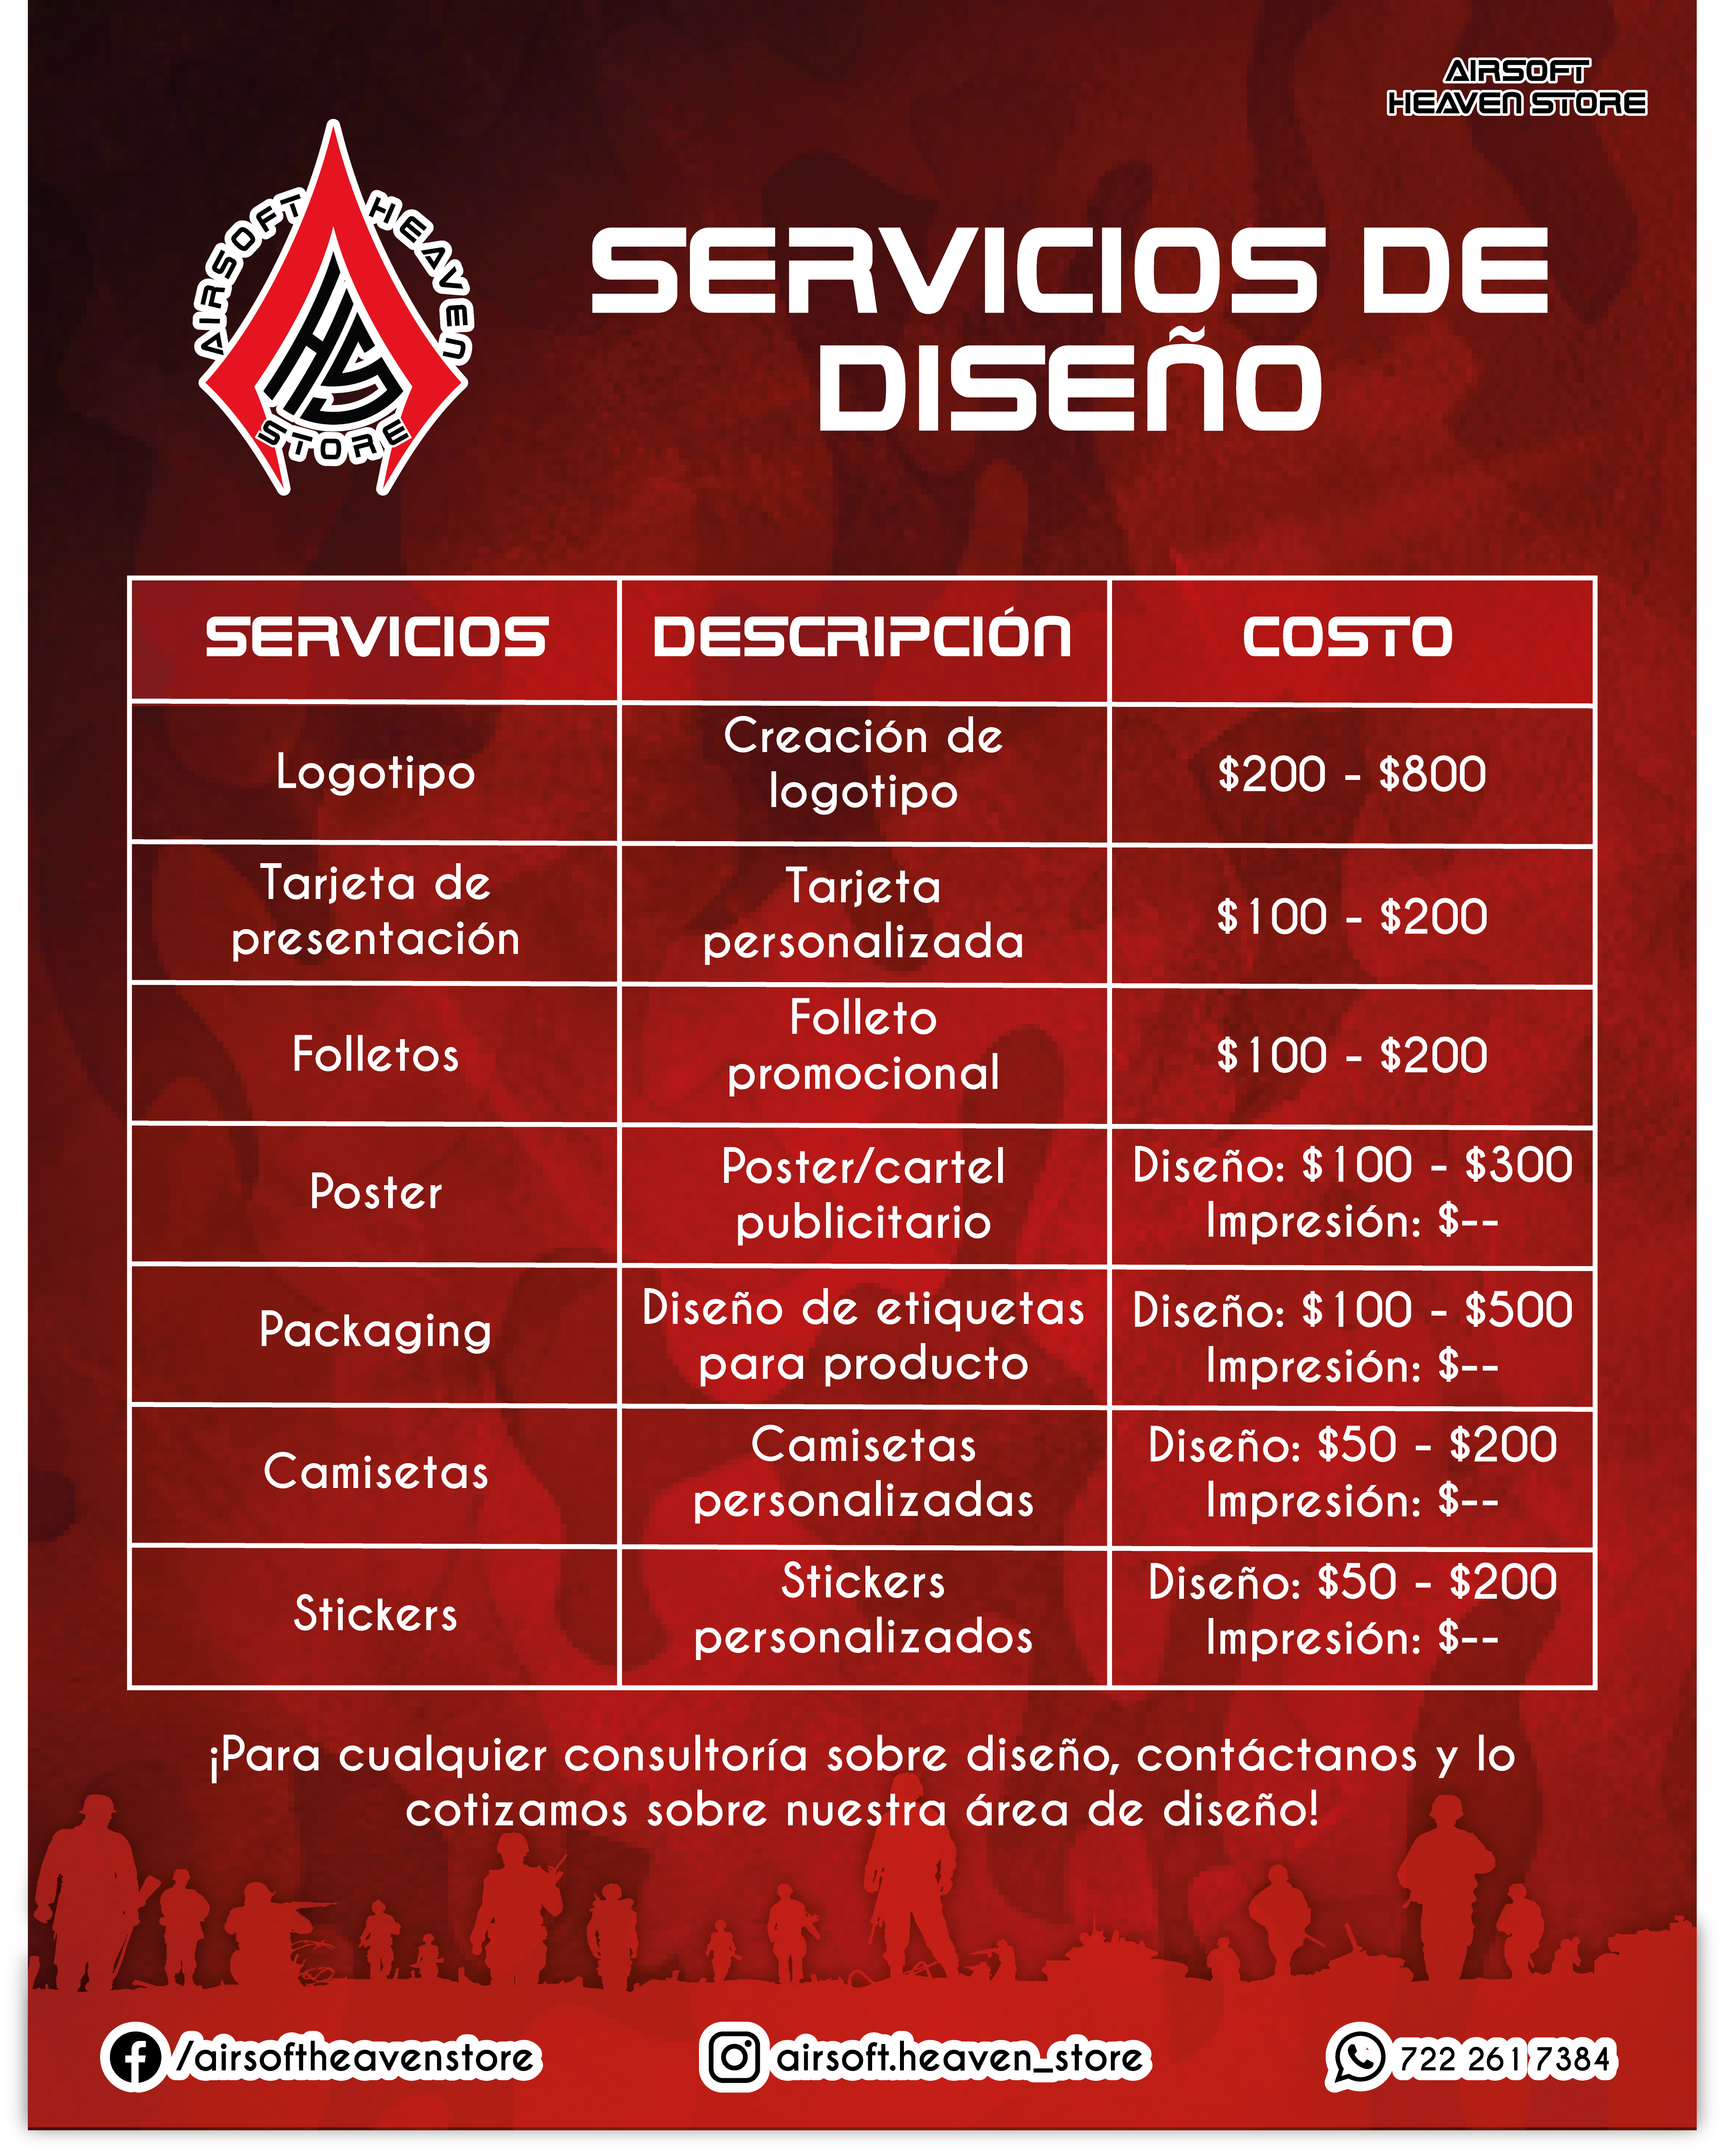 AIRSOFT
HEAVEN STORE
AIRSOFT HEAVEN
HS
STORE
SERVICIOS DE
DISEÑO
SERVICIOS
DESCRIPCIÓN
COSTO
Logotipo
Creación de
logotipo
$200 - $800
Tarjeta de
presentación
Tarjeta
personalizada
$100 - $200
Folletos
Folleto
promocional
$100 - $200
Poster
Poster/cartel
publicitario
Diseño: $100 - $300
Impresión: $--
Packaging
Diseño de etiquetas
para producto
Diseño: $100 - $500
Impresión: $--
Camisetas
Camisetas
personalizadas
Diseño: $50 - $200
Impresión: $--
Stickers
Stickers
personalizados
Diseño: $50 - $200
Impresión: $--
¡Para cualquier consultoría sobre diseño, contáctanos y lo
cotizamos sobre nuestra área de diseño!
/airsoftheavenstore
airsoft.heaven_store
722 261 7384